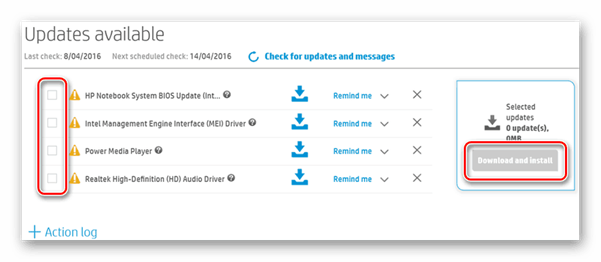 Updates available
Last check: 8/04/2016 Next scheduled check: 14/04/2016 Check for updates and messages
HP Notebook System BIOS Update (Int... ? Remind me
Intel Management Engine Interface (MEI) Driver ? Remind me
Power Media Player ? Remind me
Realtek High-Definition (HD) Audio Driver ? Remind me
Selected
updates
0 update(s),
0MB
Download and install
+ Action log